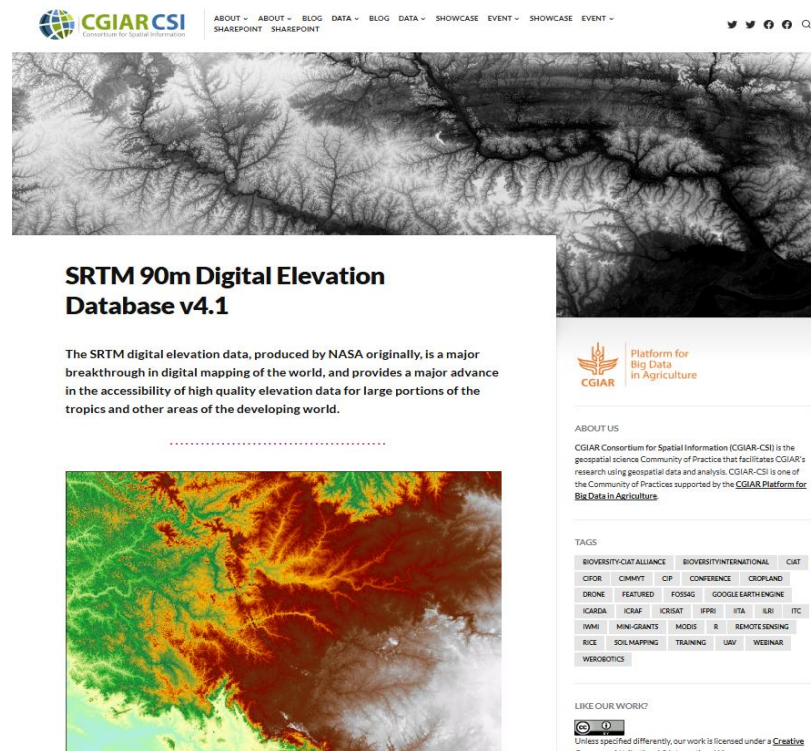 CGIAR CSI
Consortium for Spatial Information
ABOUT ABOUT BLOG DATA BLOG DATA SHOWCASE EVENT SHOWCASE EVENT
SHAREPOINT SHAREPOINT
SRTM 90m Digital Elevation
Database v4.1
The SRTM digital elevation data, produced by NASA originally, is a major
breakthrough in digital mapping of the world, and provides a major advance
in the accessibility of high quality elevation data for large portions of the
tropics and other areas of the developing world.
CGIAR
Platform for
Big Data
in Agriculture
ABOUT US
CGIAR Consortium for Spatial Information (CGIAR-CSI) is the
geospatial science Community of Practice that facilitates CGIAR's
research using geospatial data and analysis. CGIAR-CSI is one of
the Community of Practices supported by the CGIAR Platform for
Big Data in Agriculture.
TAGS
BIOVERSITY-CIAT ALLIANCE BIOVERSITY INTERNATIONAL CIAT
CIFOR CIMMYT CIP CONFERENCE CROPLAND
DRONE FEATURED FOSS4G GOOGLE EARTH ENGINE
ICARDA ICRAF ICRISAT IFPRI IITA ILRI ITC
IWMI MINI-GRANTS MODIS R REMOTE SENSING
RICE SOIL MAPPING TRAINING UAV WEBINAR
WEROBOTICS
LIKE OUR WORK?
cc BY
Unless specified differently, our work is licensed under a Creative